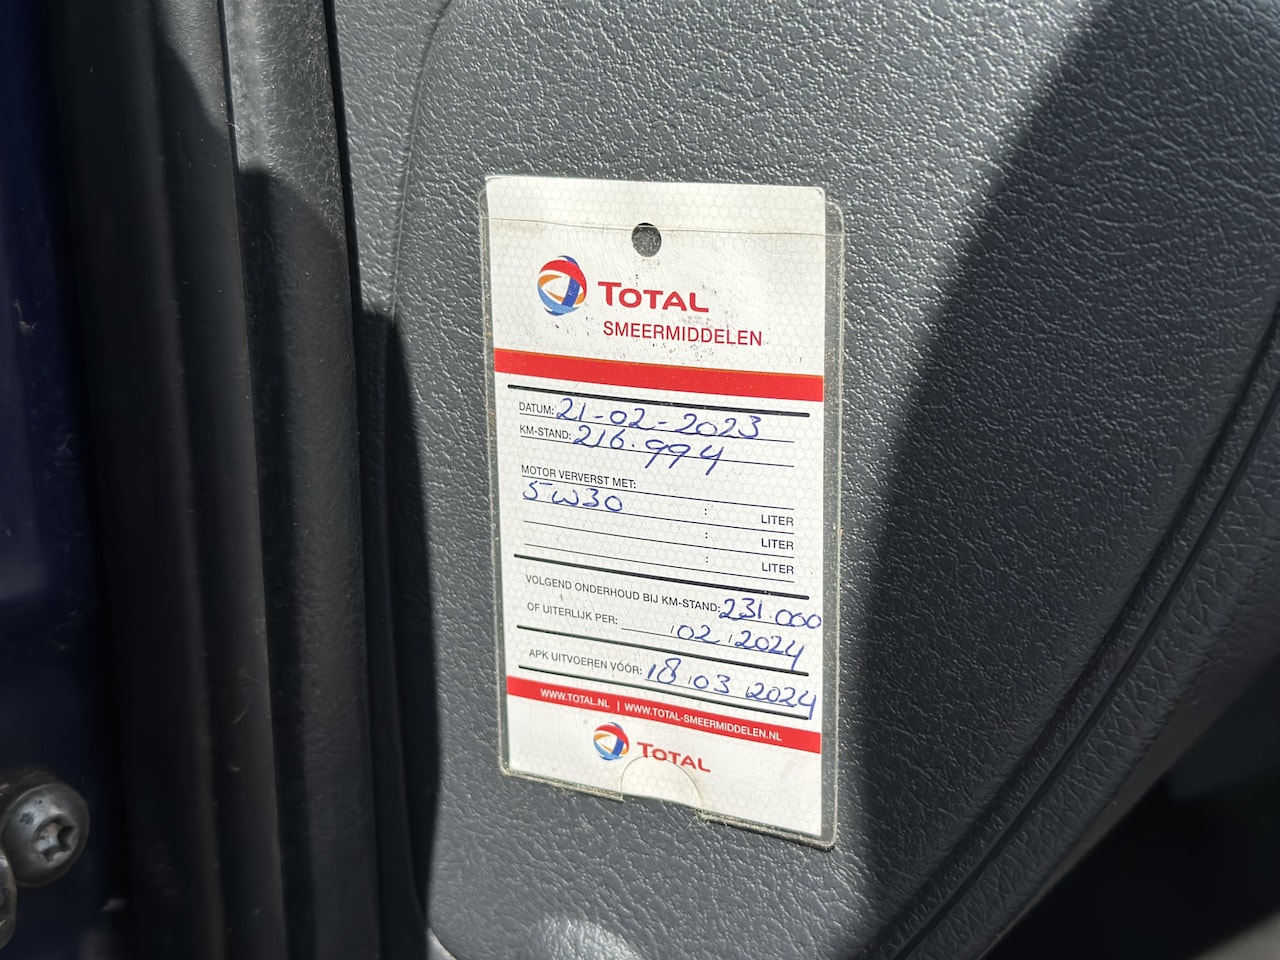 TOTAL
SMEERMIDDELEN
DATUM: 21-02-2023
KM-STAND: 216.994
MOTOR VERVERST MET:
5W30 : LITER
: LITER
: LITER
VOLGEND ONDERHOUD BIJ KM-STAND: 231.000
OF UITERLIJK PER: / 02 / 2024
APK UITVOEREN VÓÓR: 18 / 03 2024
WWW.TOTAL.NL | WWW.TOTAL-SMEERMIDDELEN.NL
TOTAL